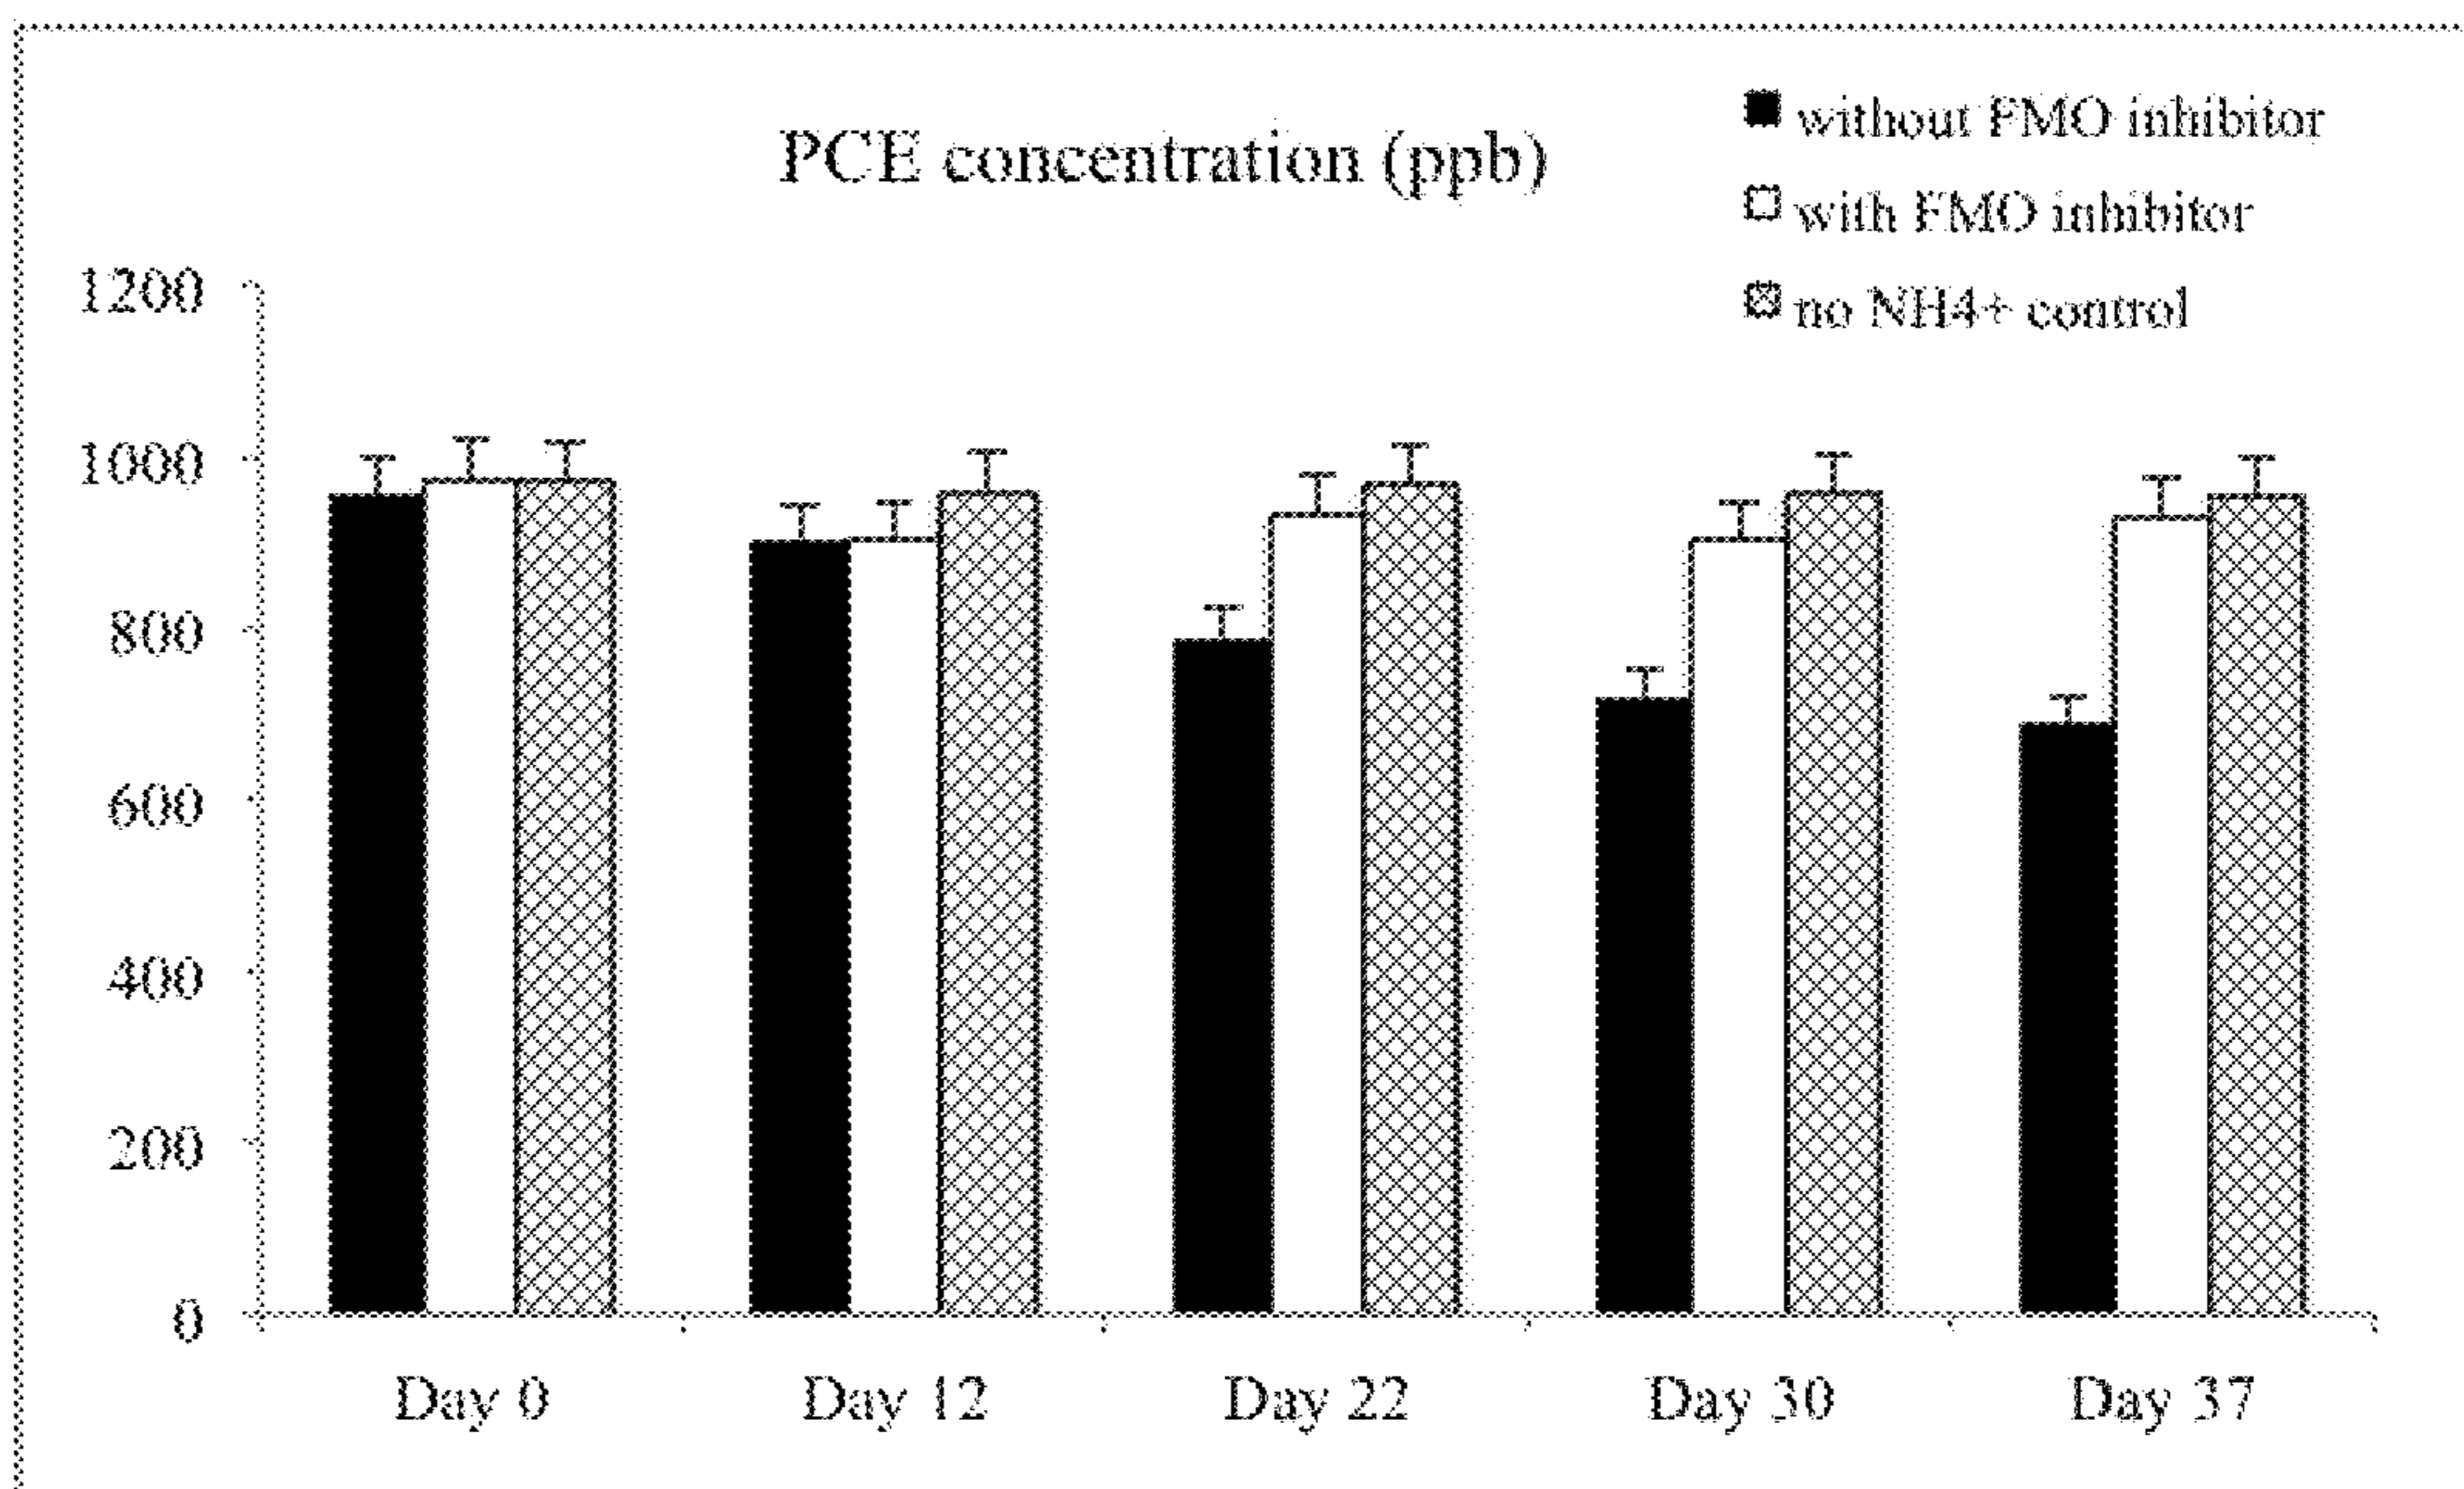 PCE concentration (ppb)
without FMO inhibitor
with FMO inhibitor
no NH4+ control
1200
1000
800
600
400
200
0
Day 0
Day 12
Day 22
Day 30
Day 37